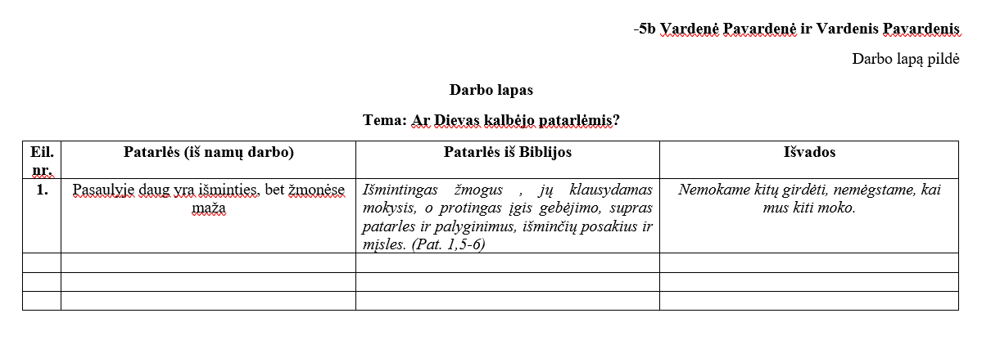 -5b Vardenė Pavardenė ir Vardenis Pavardenis
Darbo lapą pildė
Darbo lapas
Tema: Ar Dievas kalbėjo patarlėmis?
Eil. nr.
Patarlės (iš namų darbo)
Patarlės iš Biblijos
Išvados
1.
Pasaulyje daug yra išminties, bet žmonėse
maža
Išmintingas žmogus , jų klausydamas
mokysis, o protingas įgis gebėjimo, supras
patarles ir palyginimus, išminčių posakius ir
mįsles. (Pat. 1,5-6)
Nemokame kitų girdėti, nemėgstame, kai
mus kiti moko.